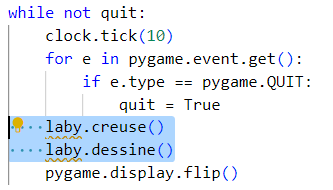 while not quit:
    clock.tick(10)
    for e in pygame.event.get():
        if e.type == pygame.QUIT:
            quit = True
    laby.creuse()
    laby.dessine()
    pygame.display.flip()